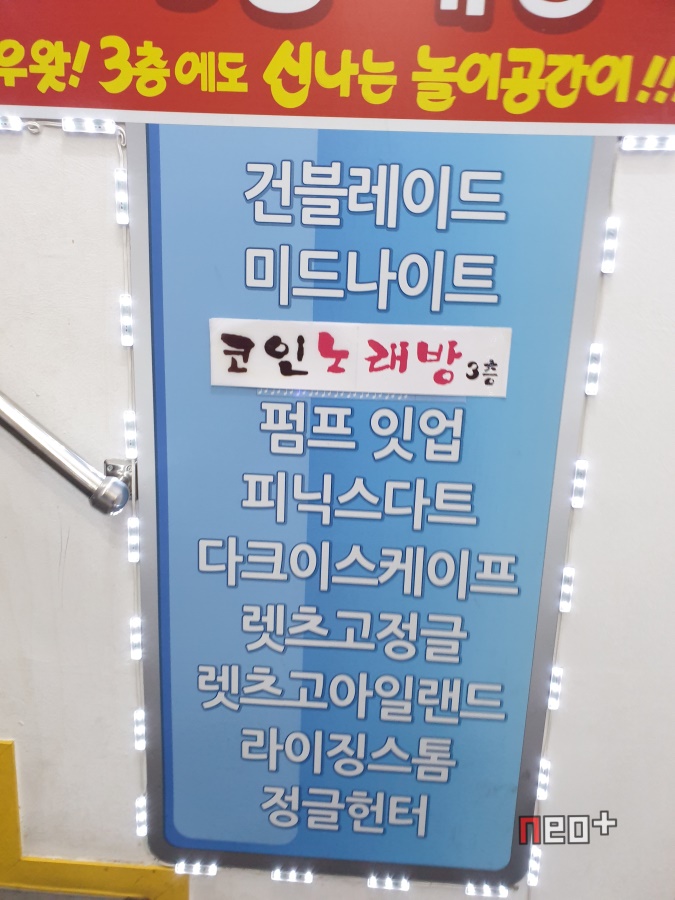 우왓! 3층에도 신나는 놀이공간이!!!
건블레이드
미드나이트
코인노래방 3층
펌프 잇업
피닉스다트
다크이스케이프
렛츠고정글
렛츠고아일랜드
라이징스톰
정글헌터
neo+